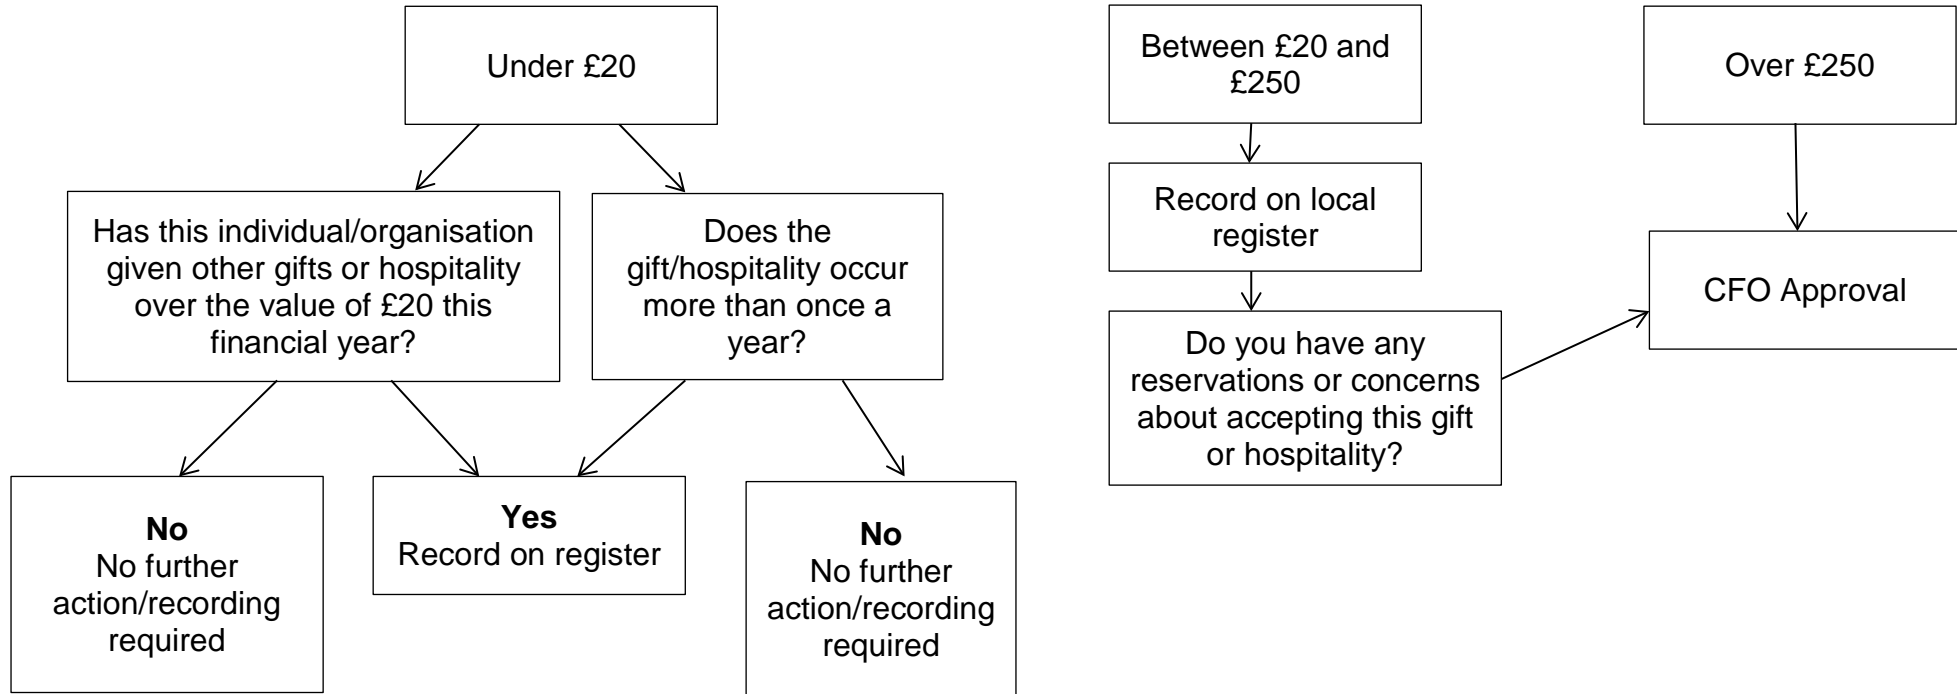 Under £20
Between £20 and
£250
Over £250
Has this individual/organisation
given other gifts or hospitality
over the value of £20 this
financial year?
Does the
gift/hospitality occur
more than once a
year?
Record on local
register
CFO Approval
Do you have any
reservations or concerns
about accepting this gift
or hospitality?
No
No further
action/recording
required
Yes
Record on register
No
No further
action/recording
required